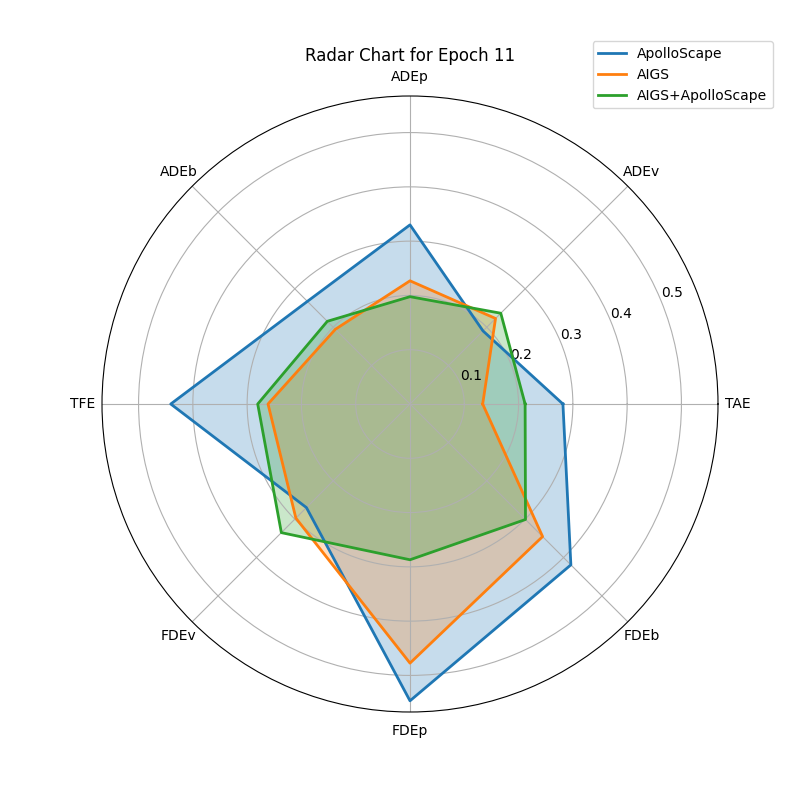 Radar Chart for Epoch 11
ApolloScape
AIGS
AIGS+ApolloScape
ADEp
ADEb
ADEv
0.5
0.4
0.3
0.2
0.1
TFE
TAE
FDEv
FDEb
FDEp